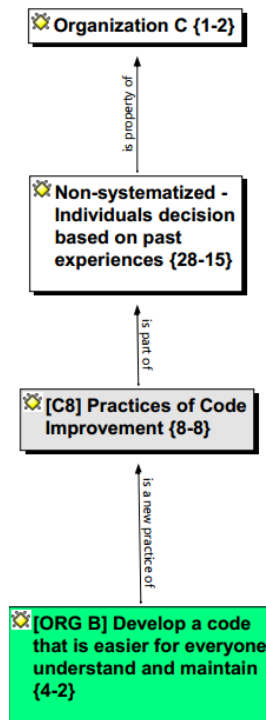 Organization C {1-2}
is property of
Non-systematized -
Individuals decision
based on past
experiences {28-15}
is part of
[C8] Practices of Code
Improvement {8-8}
is a new practice of
[ORG B] Develop a code
that is easier for everyone
understand and maintain
{4-2}